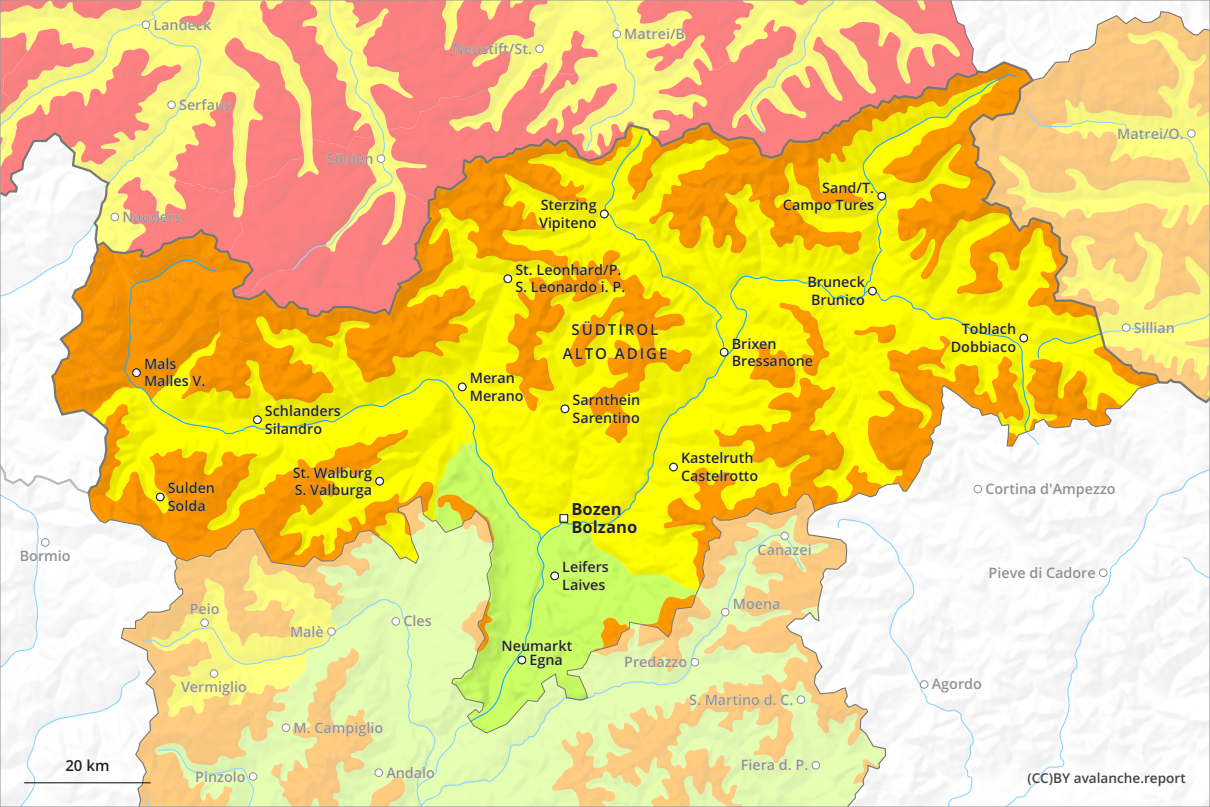 Landeck
Neustift/St.
Matrei/B
Serfaus
Matrei/O.
Sölden
Sand/T.
Campo Tures
Sterzing
Vipiteno
Nauders
St. Leonhard/P.
S. Leonardo i. P.
Bruneck
Brunico
SÜDTIROL
ALTO ADIGE
Toblach
Dobbiaco
Sillian
Brixen
Bressanone
Mals
Malles V.
Meran
Merano
Sarnthein
Sarentino
Schlanders
Silandro
Kastelruth
Castelrotto
St. Walburg
S. Valburga
Sulden
Solda
Cortina d'Ampezzo
Bozen
Bolzano
Bormio
Canazei
Leifers
Laives
Pieve di Cadore
Peio
Moena
Cles
Malè
Neumarkt
Egna
Predazzo
Vermiglio
Agordo
S. Martino d. C.
M. Campiglio
Fiera d. P.
20 km
Pinzolo
Andalo
(CC)BY avalanche.report